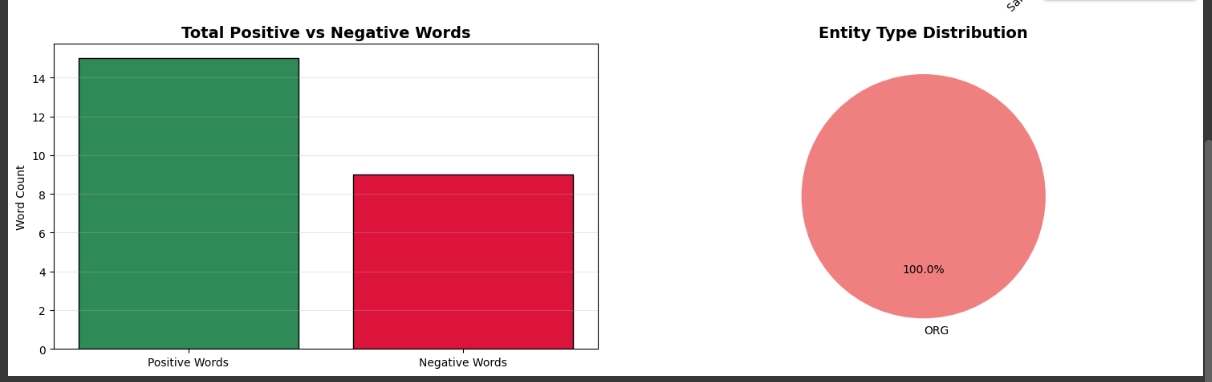 Total Positive vs Negative Words
Word Count
14
12
10
8
6
4
2
0
Positive Words
Negative Words
Entity Type Distribution
100.0%
ORG